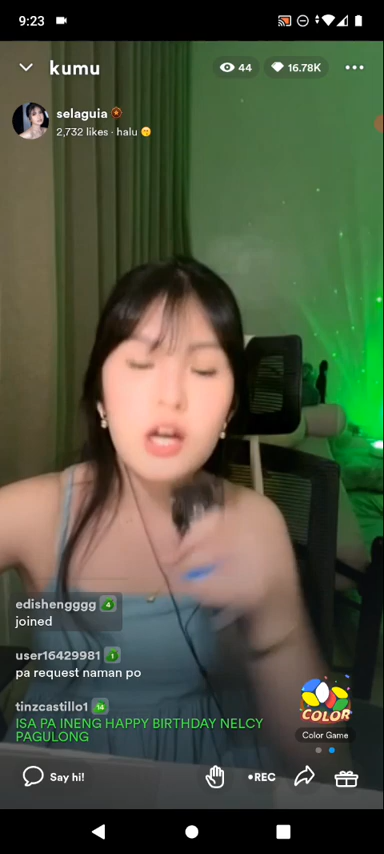 9:23
kumu
44
16.78K
selaguia
2,732 likes · halu
edishengggg 4
joined
user16429981 1
pa request naman po
tinzcastillo1 14
ISA PA INENG HAPPY BIRTHDAY NELCY
PAGULONG
COLOR
Color Game
Say hi!
•REC